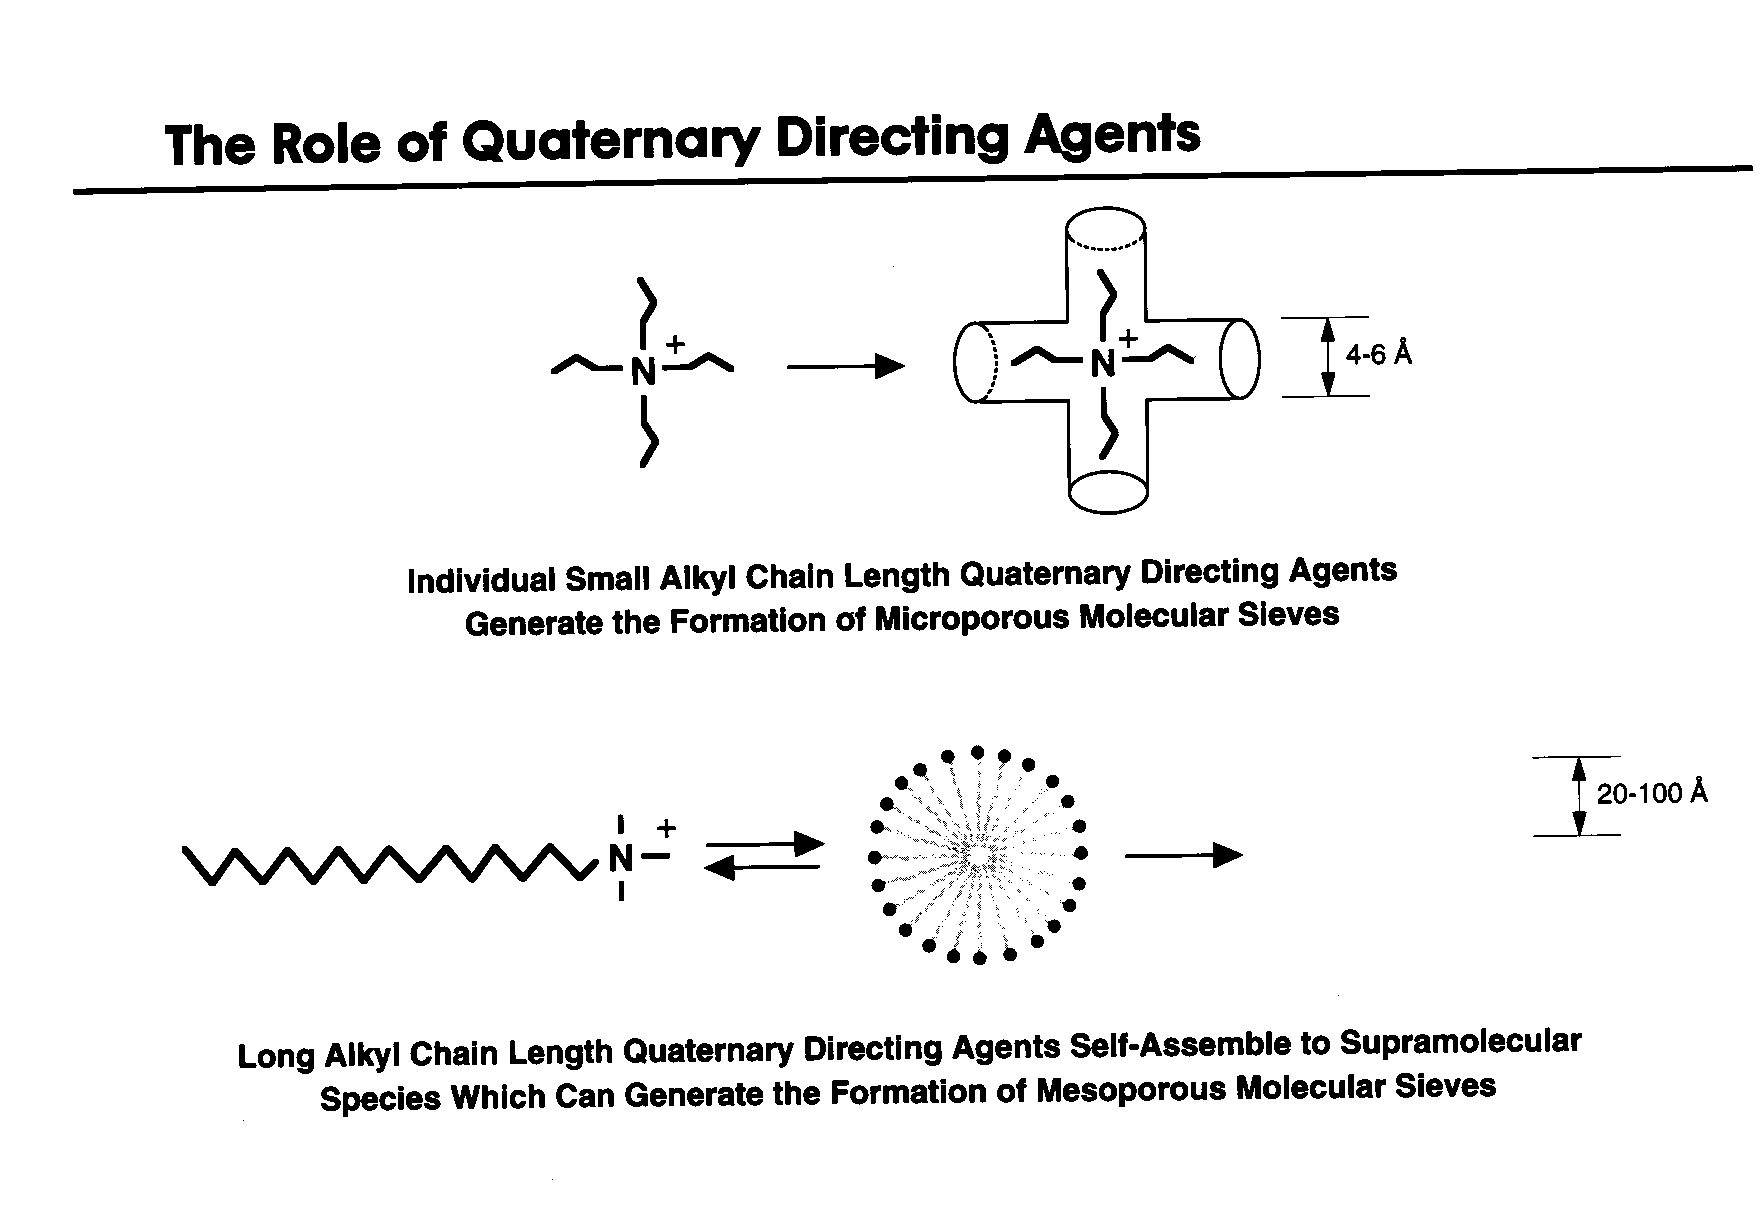 The Role of Quaternary Directing Agents
N
+
N
+
4-6 Å
Individual Small Alkyl Chain Length Quaternary Directing Agents
Generate the Formation of Microporous Molecular Sieves
N
+
20-100 Å
Long Alkyl Chain Length Quaternary Directing Agents Self-Assemble to Supramolecular
Species Which Can Generate the Formation of Mesoporous Molecular Sieves